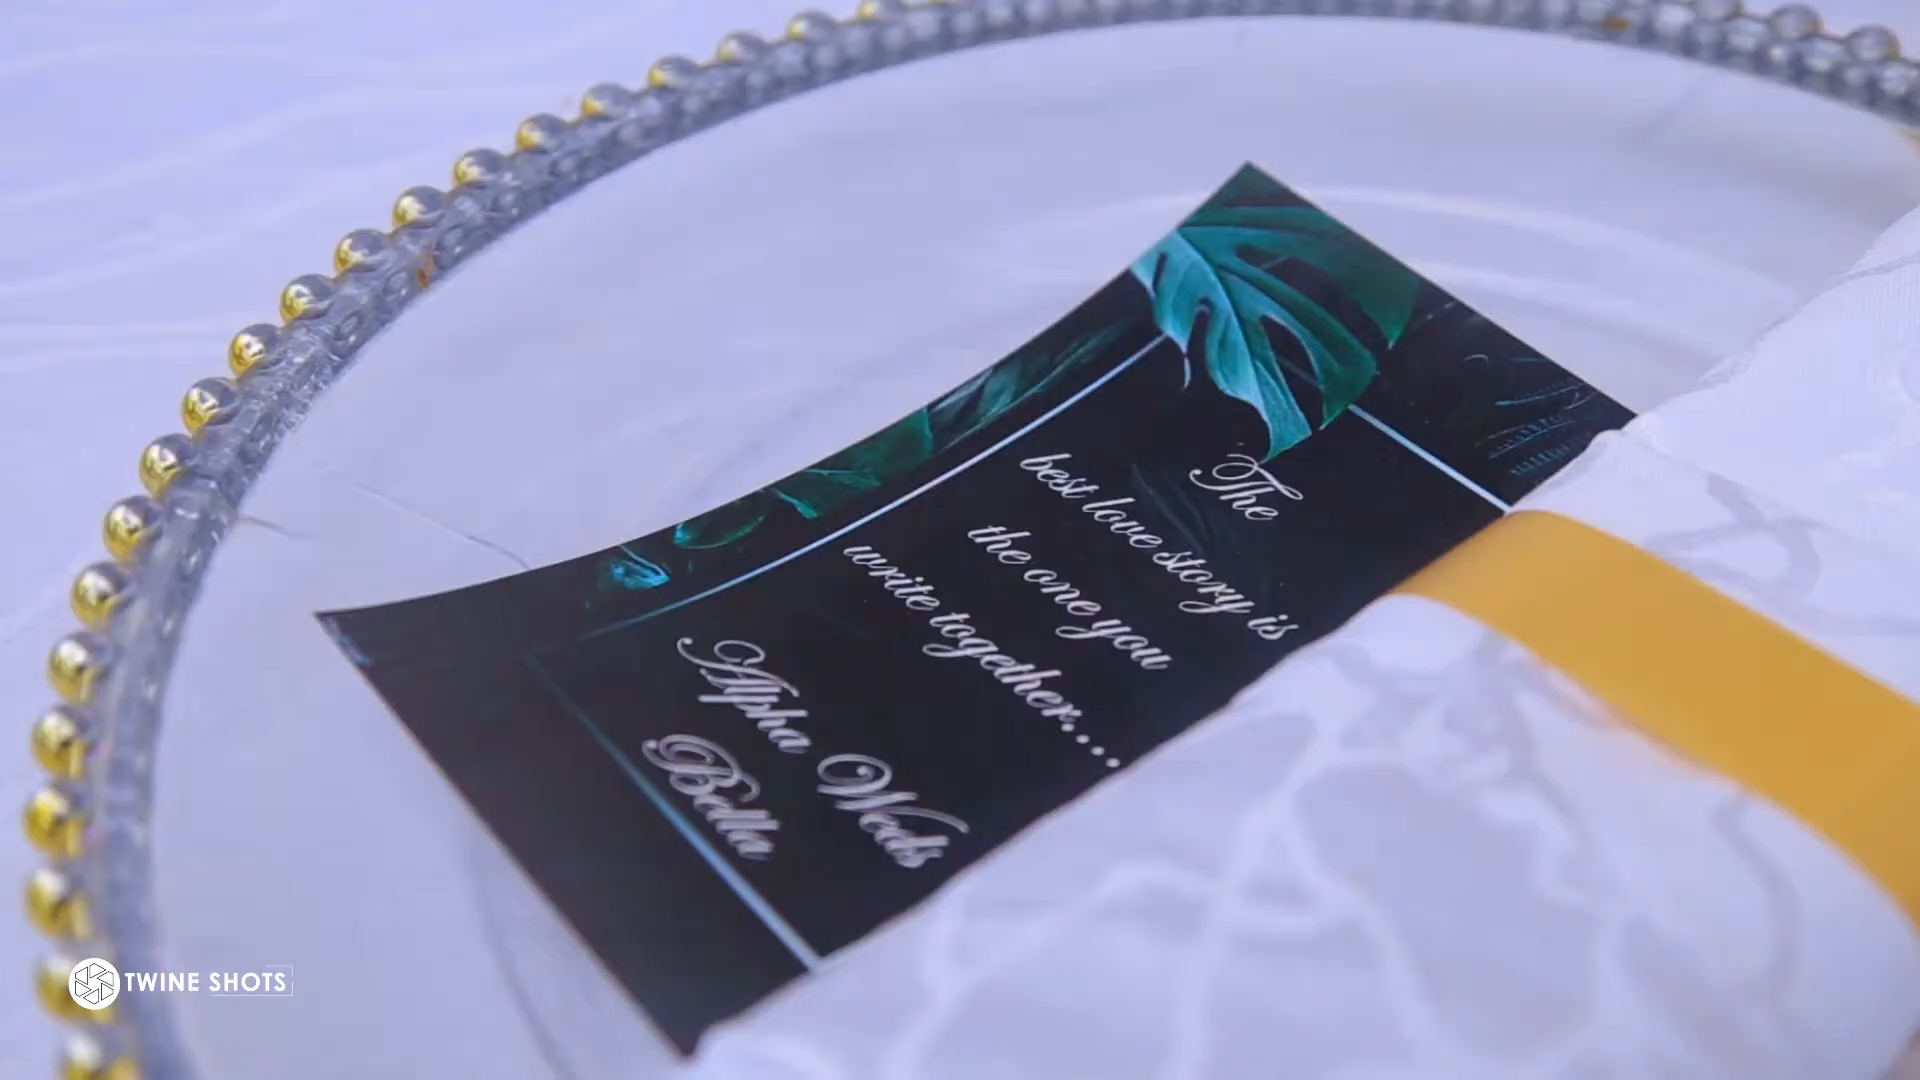 The
best love story is
the one you
write together....
Alpha Weds
Bella
TWINE SHOTS